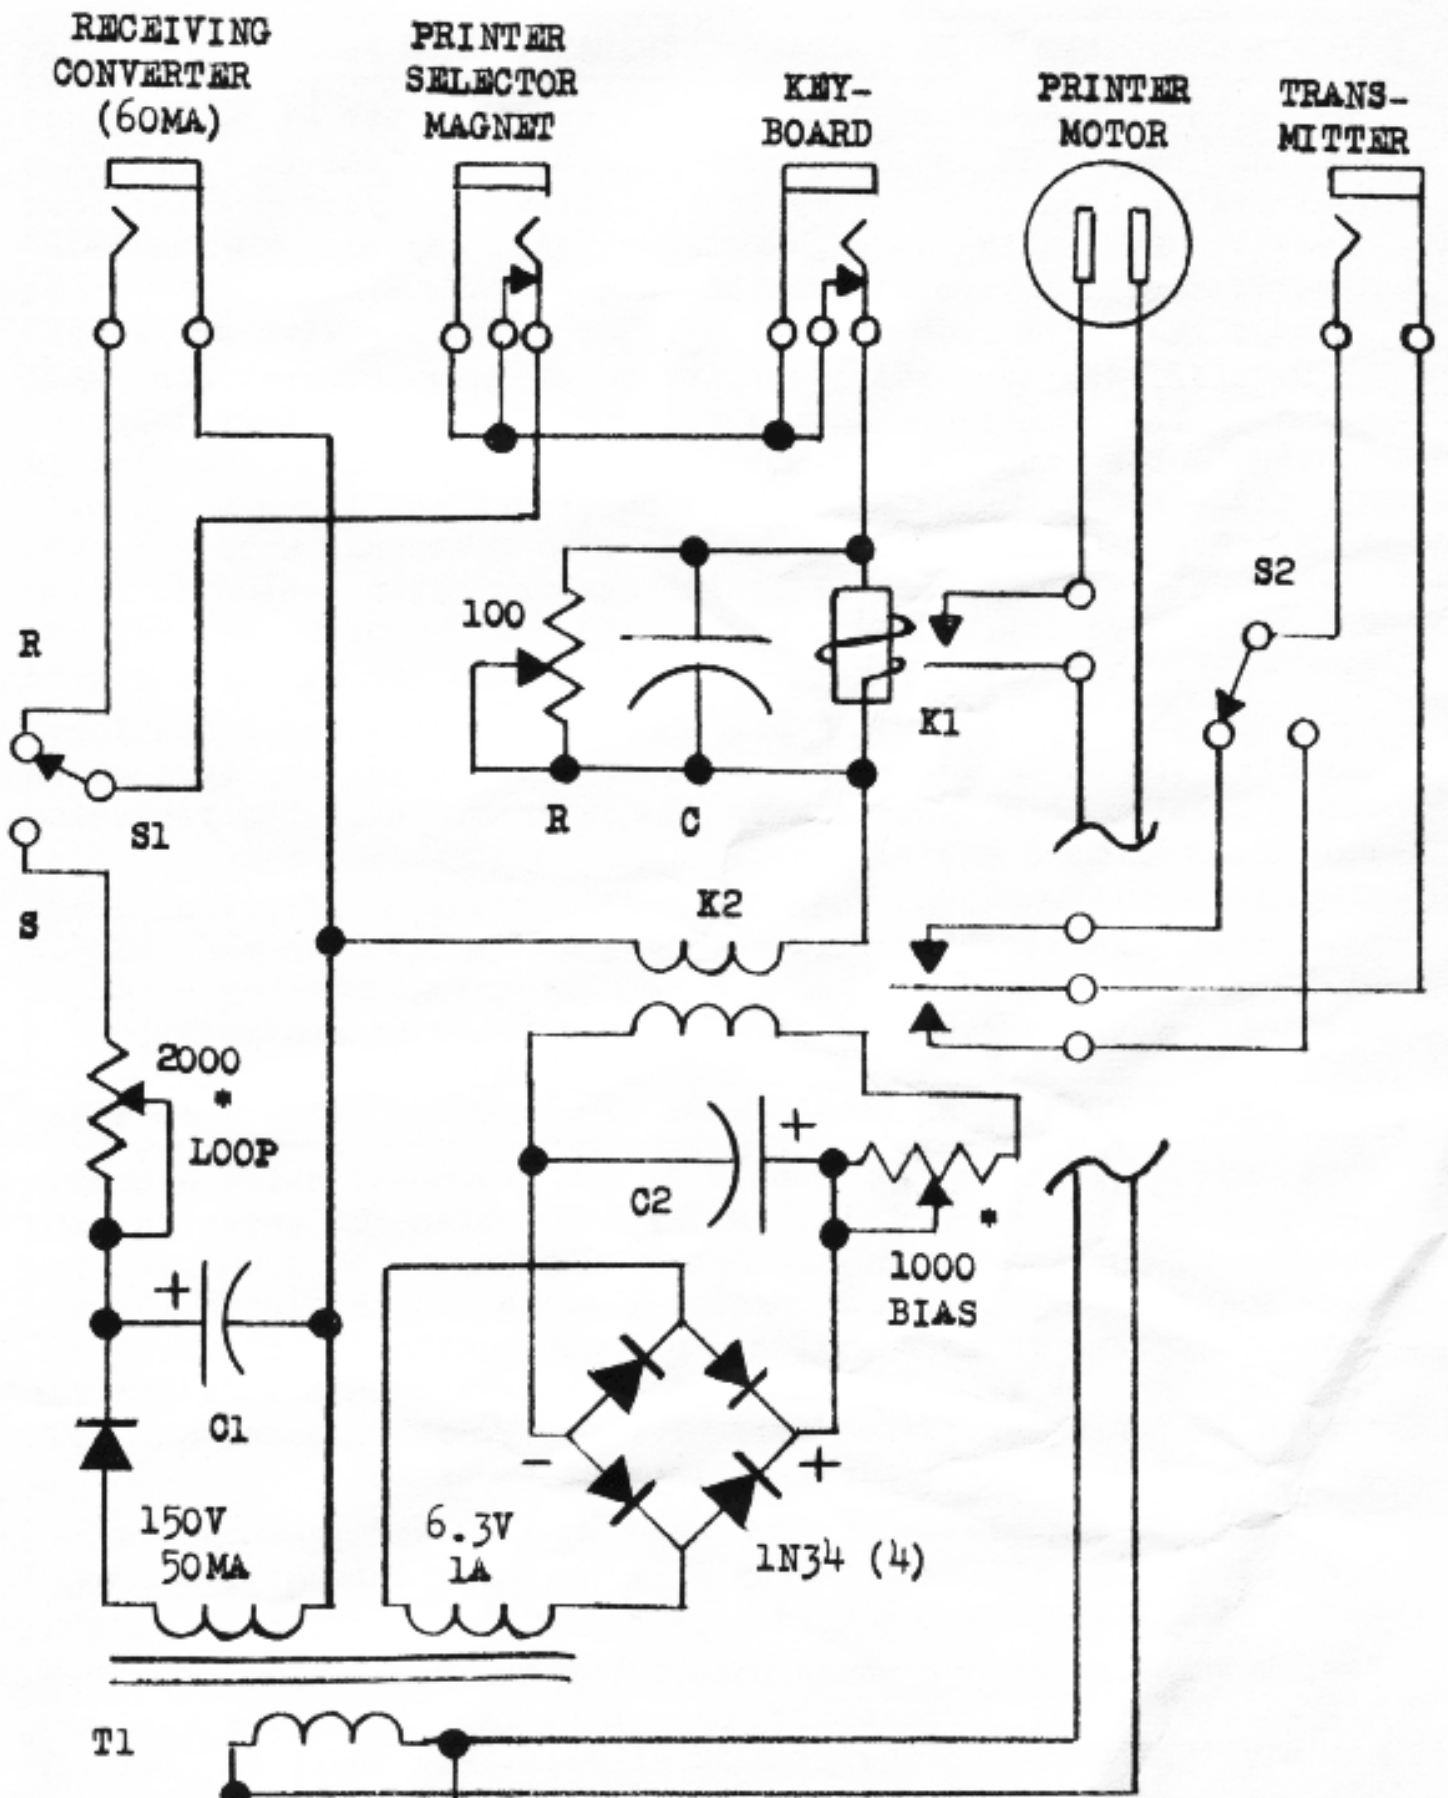 RECEIVING
CONVERTER
(60MA)
PRINTER
SELECTOR
MAGNET
KEY-
BOARD
PRINTER
MOTOR
TRANS-
MITTER
100
S2
R
K1
R
C
S1
K2
S
2000
*
LOOP
+
C2
*
1000
BIAS
+
C1
-
+
150V
50MA
6.3V
1A
1N34 (4)
T1